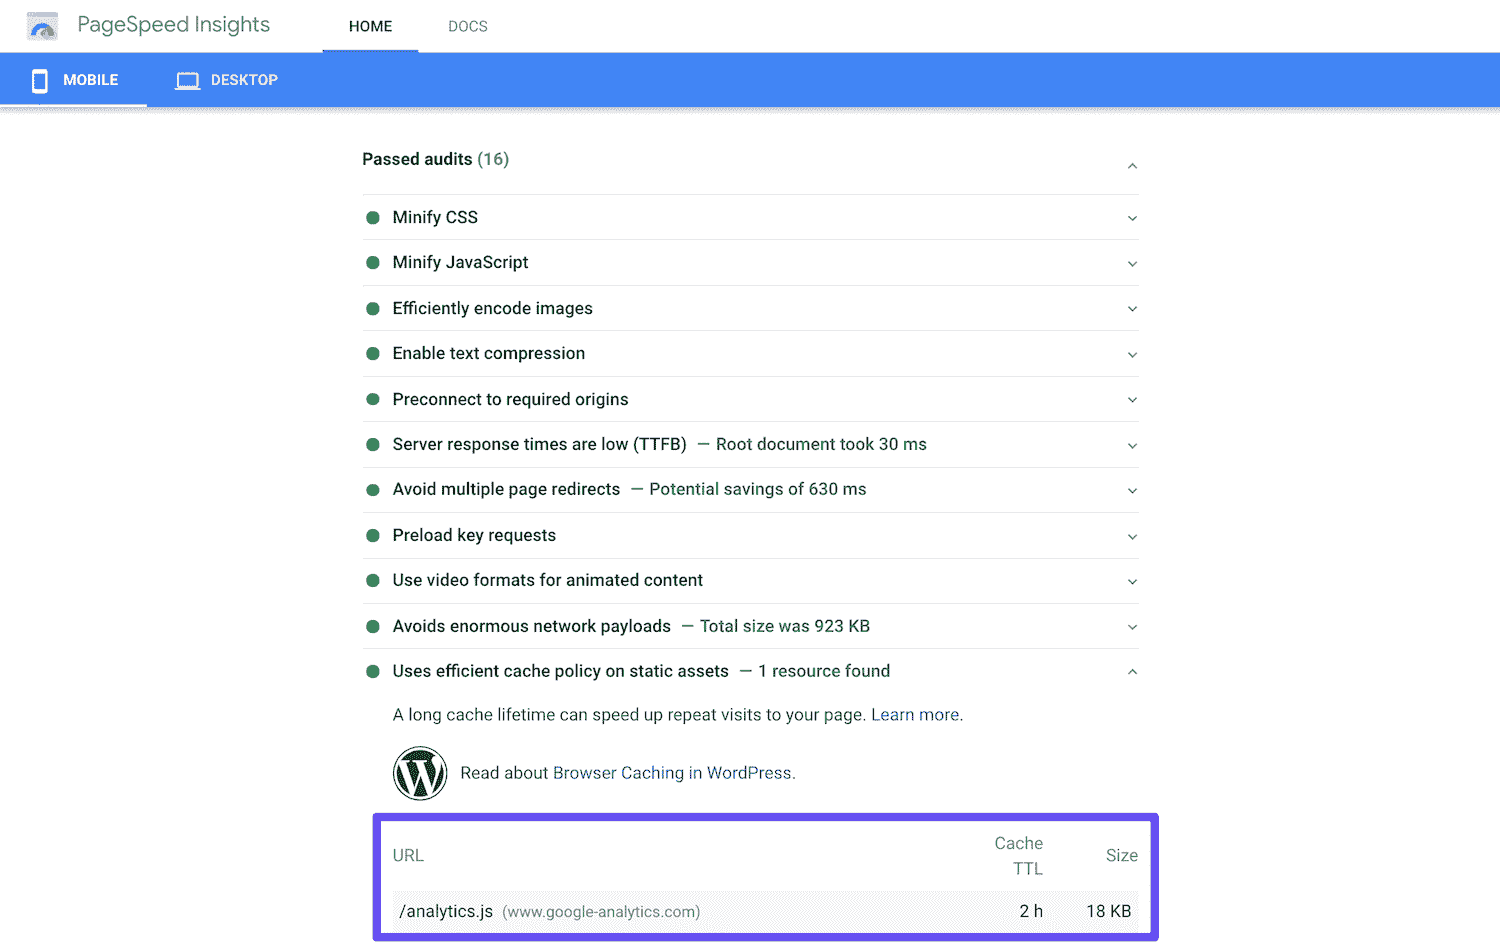 PageSpeed Insights
HOME
DOCS
MOBILE
DESKTOP
Passed audits (16)
Minify CSS
Minify JavaScript
Efficiently encode images
Enable text compression
Preconnect to required origins
Server response times are low (TTFB) — Root document took 30 ms
Avoid multiple page redirects — Potential savings of 630 ms
Preload key requests
Use video formats for animated content
Avoids enormous network payloads — Total size was 923 KB
Uses efficient cache policy on static assets — 1 resource found
A long cache lifetime can speed up repeat visits to your page. Learn more.
Read about Browser Caching in WordPress.
URL
Cache
TTL
Size
/analytics.js (www.google-analytics.com) 2 h 18 KB